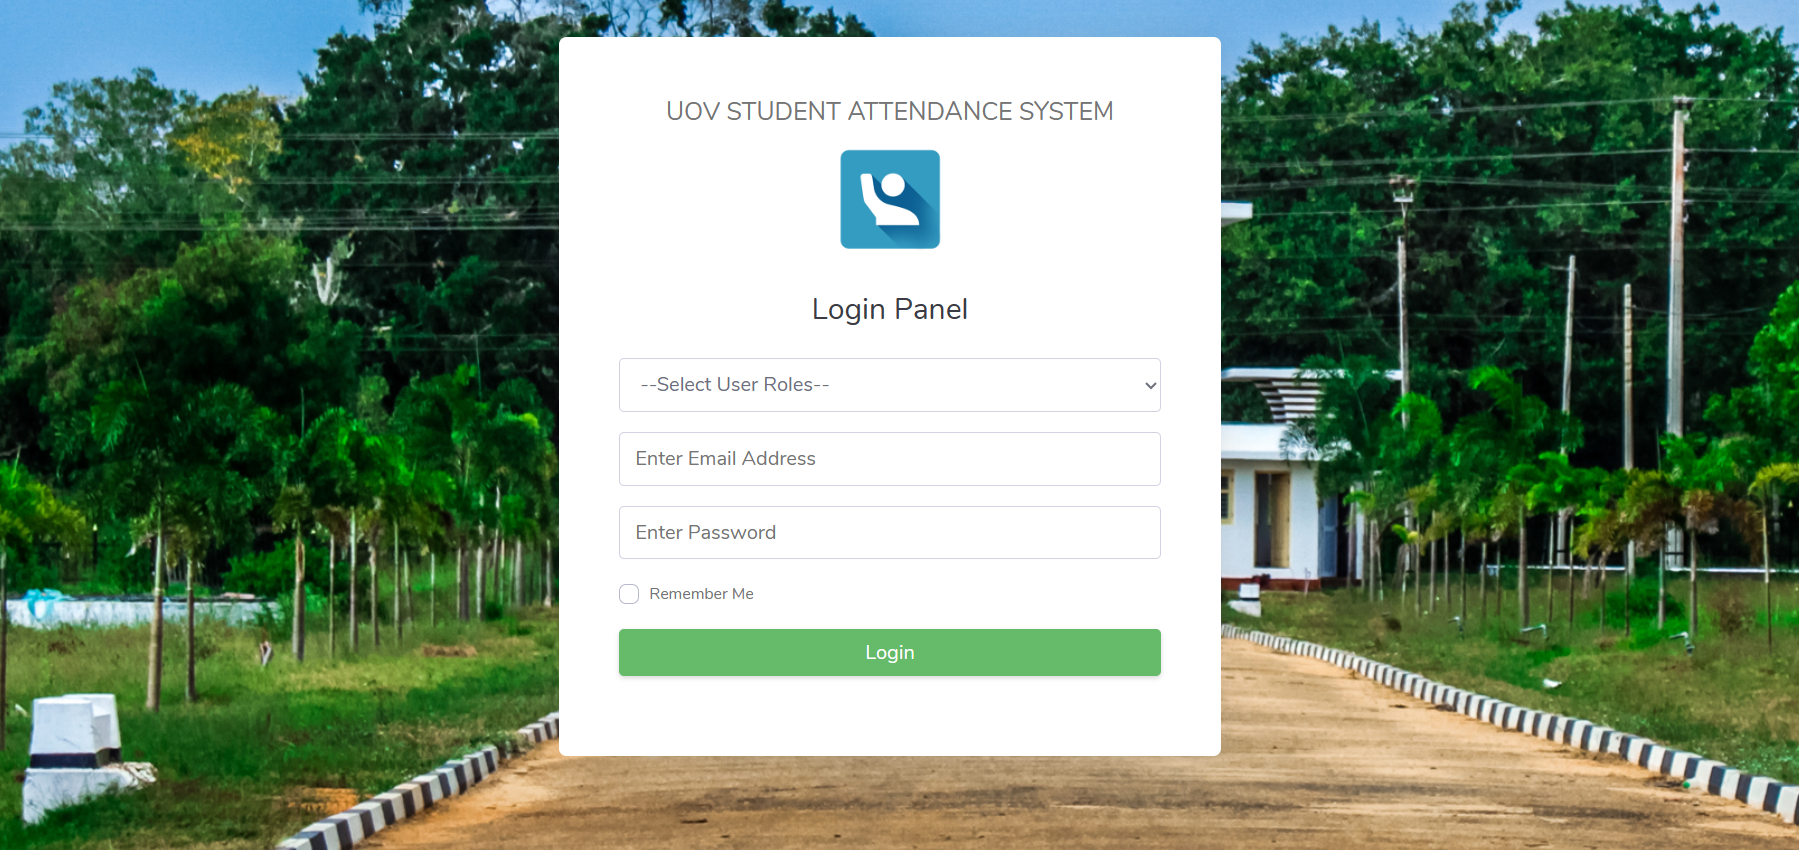 UOV STUDENT ATTENDANCE SYSTEM
Login Panel
--Select User Roles--
Enter Email Address
Enter Password
Remember Me
Login